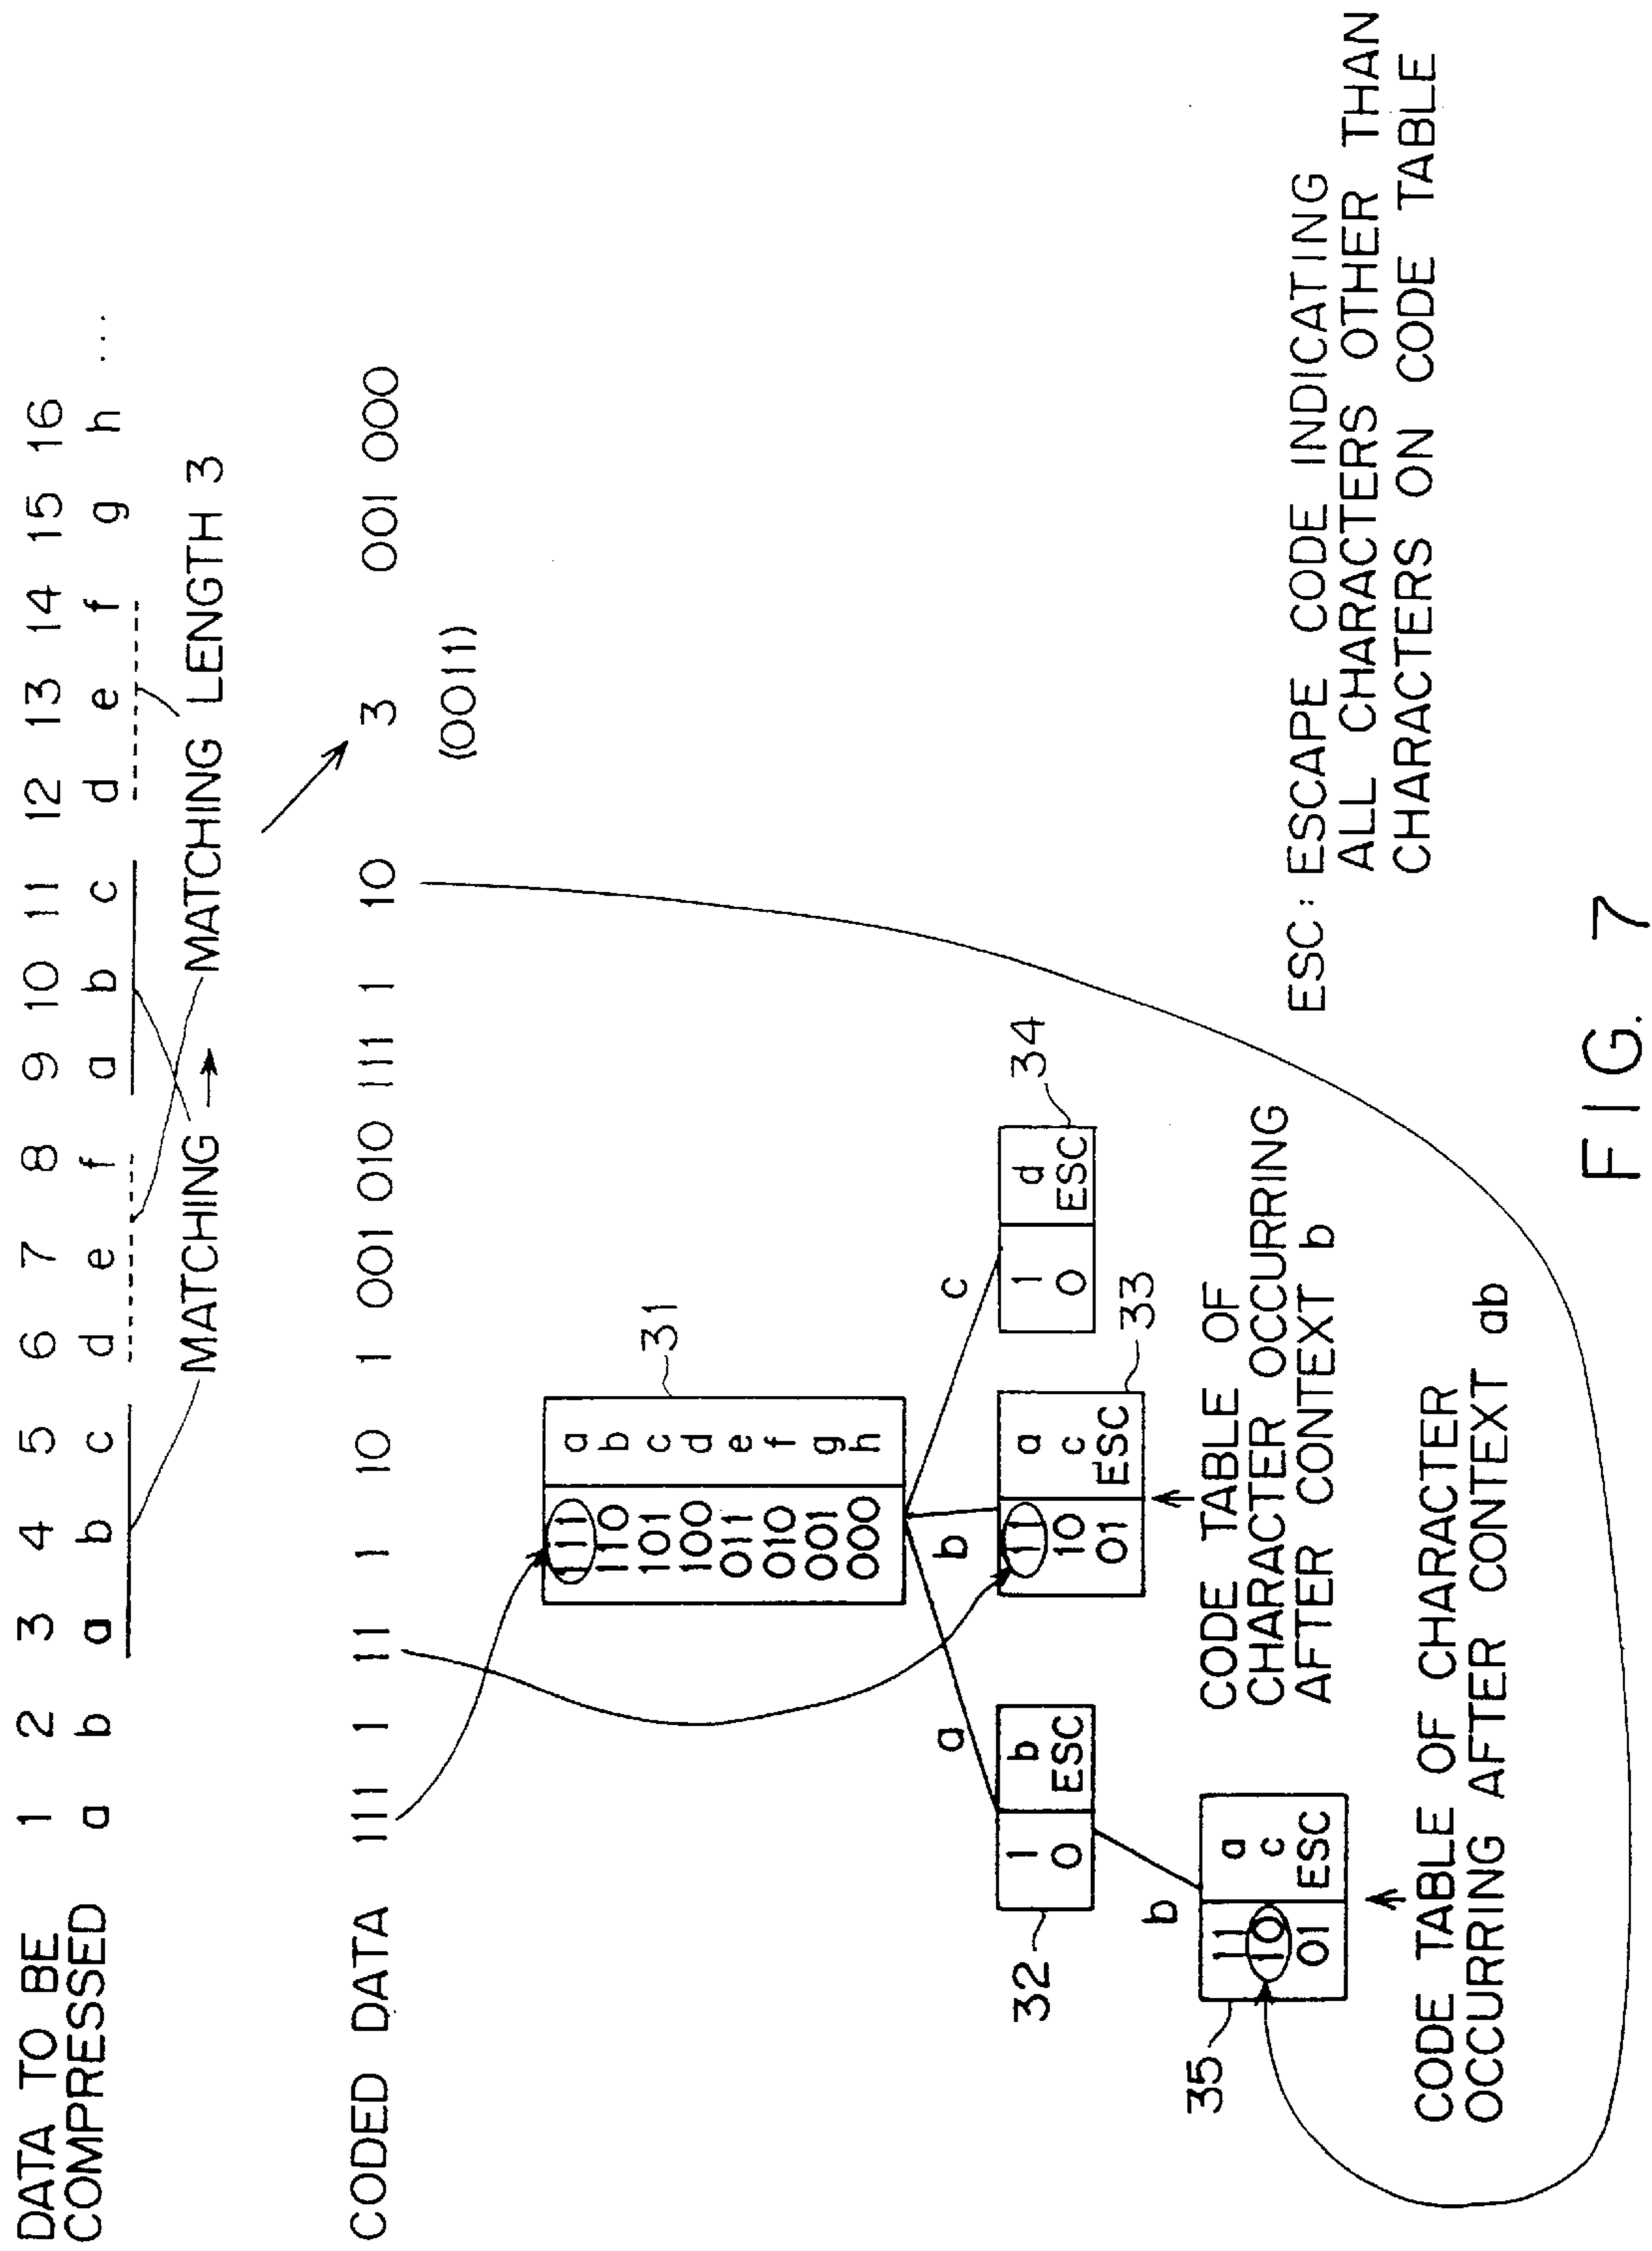 DATA TO BE
COMPRESSED
1 2 3 4 5 6 7 8 9 10 11 12 13 14 15 16
a b a b c d e f a b c d e f g h ...
MATCHING → MATCHING LENGTH 3
CODED DATA 111 1 11 1 10 1 001 010 111 1 10 3 001 000
(0011)
31
111 a
110 b
101 c
100 d
011 e
010 f
001 g
000 h
a b c
32
1 b
0 ESC
11 a
10 c
01 ESC
33
1 d
0 ESC
34
CODE TABLE OF
CHARACTER OCCURRING
AFTER CONTEXT b
b
35
11 a
10 c
01 ESC
CODE TABLE OF CHARACTER
OCCURRING AFTER CONTEXT ab
ESC: ESCAPE CODE INDICATING
ALL CHARACTERS OTHER THAN
CHARACTERS ON CODE TABLE
FIG. 7